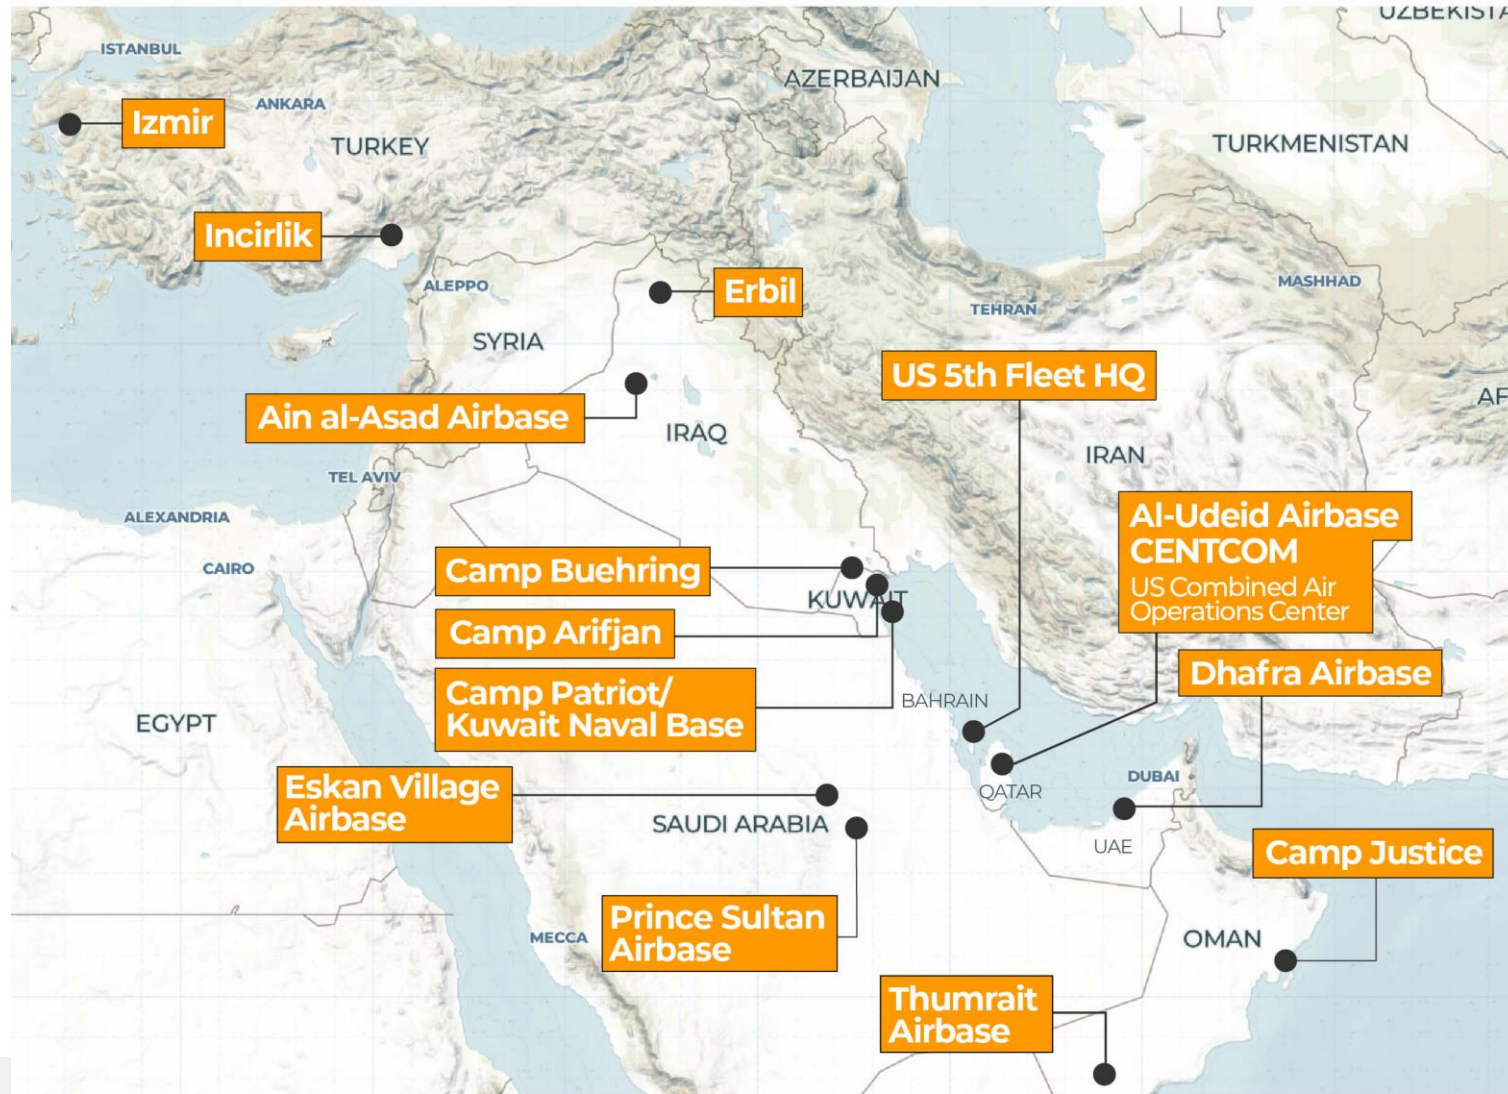 UZBEKISTA
ISTANBUL
AZERBAIJAN
ANKARA
Izmir
TURKEY
TURKMENISTAN
Incirlik
ALEPPO
Erbil
MASHHAD
TEHRAN
SYRIA
US 5th Fleet HQ
AF
Ain al-Asad Airbase
IRAQ
IRAN
TEL AVIV
ALEXANDRIA
Al-Udeid Airbase
CENTCOM
US Combined Air
Operations Center
CAIRO
Camp Buehring
KUWAIT
Camp Arifjan
Dhafra Airbase
Camp Patriot/
Kuwait Naval Base
BAHRAIN
EGYPT
DUBAI
QATAR
Eskan Village
Airbase
SAUDI ARABIA
UAE
Camp Justice
Prince Sultan
Airbase
MECCA
OMAN
Thumrait
Airbase